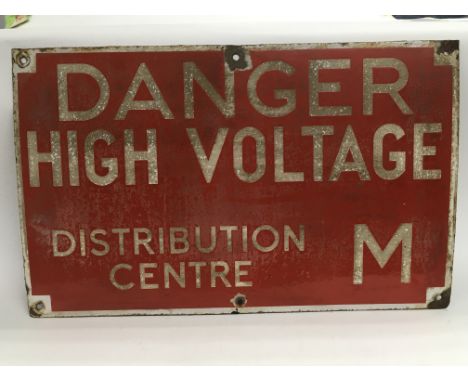 DANGER
HIGH VOLTAGE
DISTRIBUTION
CENTRE
M